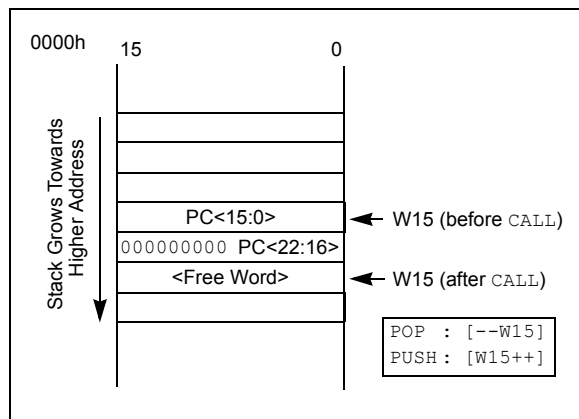 0000h
15 0
Stack Grows Towards
Higher Address
PC<15:0>
W15 (before CALL)
000000000 PC<22:16>
<Free Word>
W15 (after CALL)
POP : [--W15]
PUSH : [W15++]